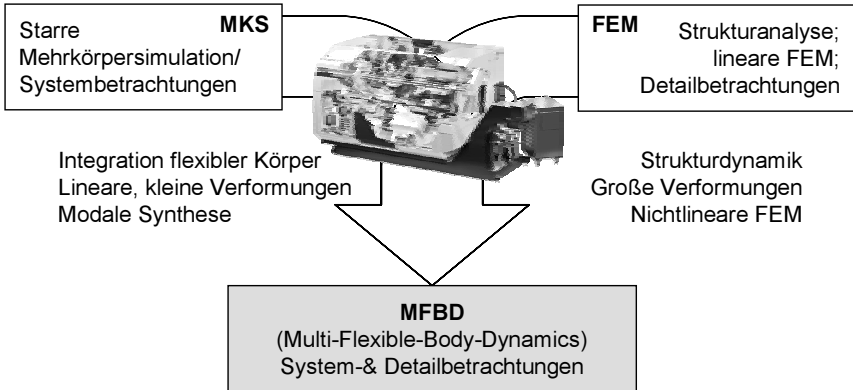 MKS
Starre
Mehrkörpersimulation/
Systembetrachtungen
FEM
Strukturanalyse;
lineare FEM;
Detailbetrachtungen
Integration flexibler Körper
Lineare, kleine Verformungen
Modale Synthese
Strukturdynamik
Große Verformungen
Nichtlineare FEM
MFBD
(Multi-Flexible-Body-Dynamics)
System-& Detailbetrachtungen